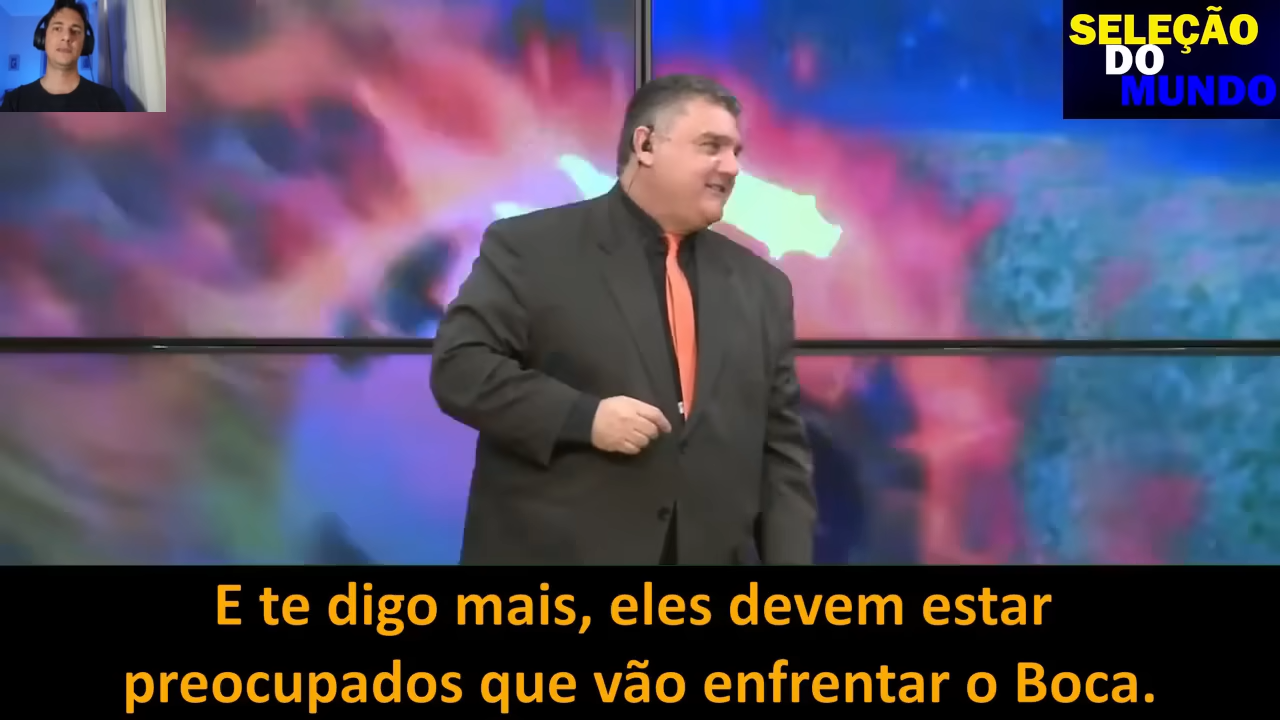 SELEÇÃO
DO
MUNDO
E te digo mais, eles devem estar
preocupados que vão enfrentar o Boca.